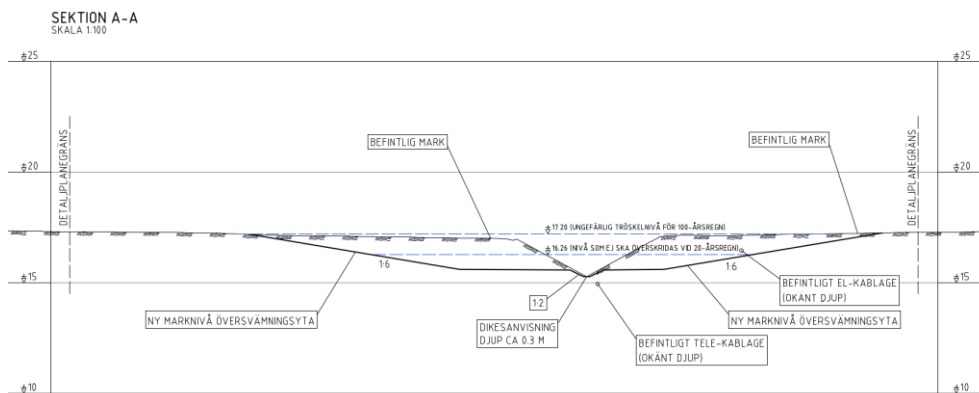 SEKTION A-A
SKALA 1:100
+25
+25
DETALJPLANEGRÄNS
BEFINTLIG MARK
BEFINTLIG MARK
DETALJPLANEGRÄNS
+20
+20
+17.20 (UNGEFÄRLIG TRÖSKELNIVÅ FÖR 100-ÅRSREGN)
+16.26 (NIVÅ SOM EJ SKA ÖVERSKRIDAS VID 20-ÅRSREGN)
1:6
1:6
+15
+15
BEFINTLIGT EL-KABLAGE
(OKÄNT DJUP)
1:2
NY MARKNIVÅ ÖVERSVÄMNINGSYTA
NY MARKNIVÅ ÖVERSVÄMNINGSYTA
DIKESANVISNING
DJUP CA 0.3 M
BEFINTLIGT TELE-KABLAGE
(OKÄNT DJUP)
+10
+10